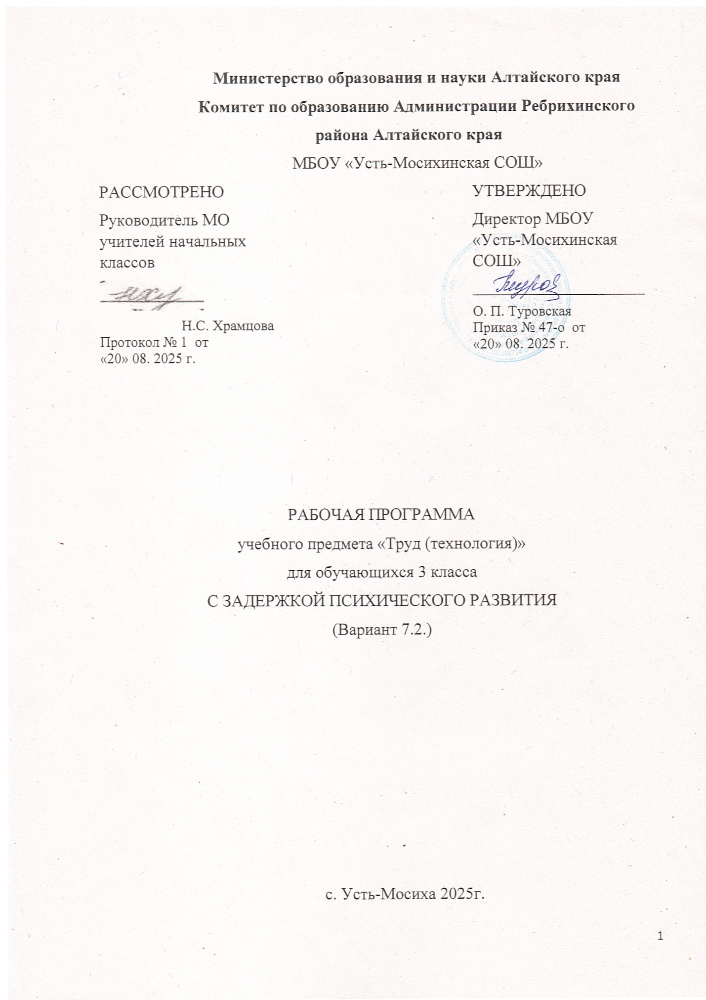 Министерство образования и науки Алтайского края
Комитет по образованию Администрации Ребрихинского
района Алтайского края
МБОУ «Усть-Мосихинская СОШ»
РАССМОТРЕНО
Руководитель МО
учителей начальных
классов
Н.С. Храмцова
Протокол № 1 от
«20» 08. 2025 г.
УТВЕРЖДЕНО
Директор МБОУ
«Усть-Мосихинская
СОШ»
О. П. Туровская
Приказ № 47-о от
«20» 08. 2025 г.
РАБОЧАЯ ПРОГРАММА
учебного предмета «Труд (технология)»
для обучающихся 3 класса
С ЗАДЕРЖКОЙ ПСИХИЧЕСКОГО РАЗВИТИЯ
(Вариант 7.2.)
с. Усть-Мосиха 2025г.
1